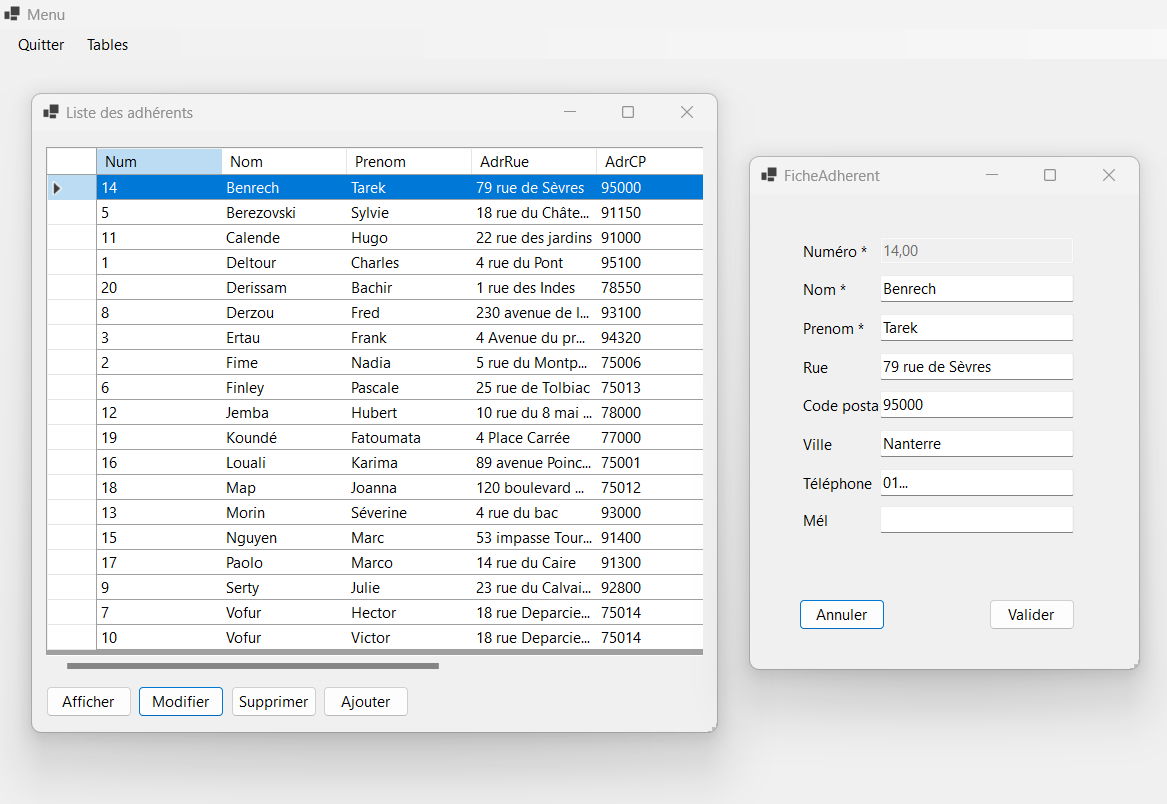 Menu
Quitter Tables
Liste des adhérents
Num Nom Prenom AdrRue AdrCP
14 Benrech Tarek 79 rue de Sèvres 95000
5 Berezovski Sylvie 18 rue du Châte... 91150
11 Calende Hugo 22 rue des jardins 91000
1 Deltour Charles 4 rue du Pont 95100
20 Derissam Bachir 1 rue des Indes 78550
8 Derzou Fred 230 avenue de l... 93100
3 Ertau Frank 4 Avenue du pr... 94320
2 Fime Nadia 5 rue du Montp... 75006
6 Finley Pascale 25 rue de Tolbiac 75013
12 Jemba Hubert 10 rue du 8 mai ... 78000
19 Koundé Fatoumata 4 Place Carrée 77000
16 Louali Karima 89 avenue Poinc... 75001
18 Map Joanna 120 boulevard ... 75012
13 Morin Séverine 4 rue du bac 93000
15 Nguyen Marc 53 impasse Tour... 91400
17 Paolo Marco 14 rue du Caire 91300
9 Serty Julie 23 rue du Calvai... 92800
7 Vofur Hector 18 rue Deparcie... 75014
10 Vofur Victor 18 rue Deparcie... 75014
Afficher Modifier Supprimer Ajouter
FicheAdherent
Numéro * 14,00
Nom * Benrech
Prenom * Tarek
Rue 79 rue de Sèvres
Code posta 95000
Ville Nanterre
Téléphone 01...
Mél
Annuler Valider